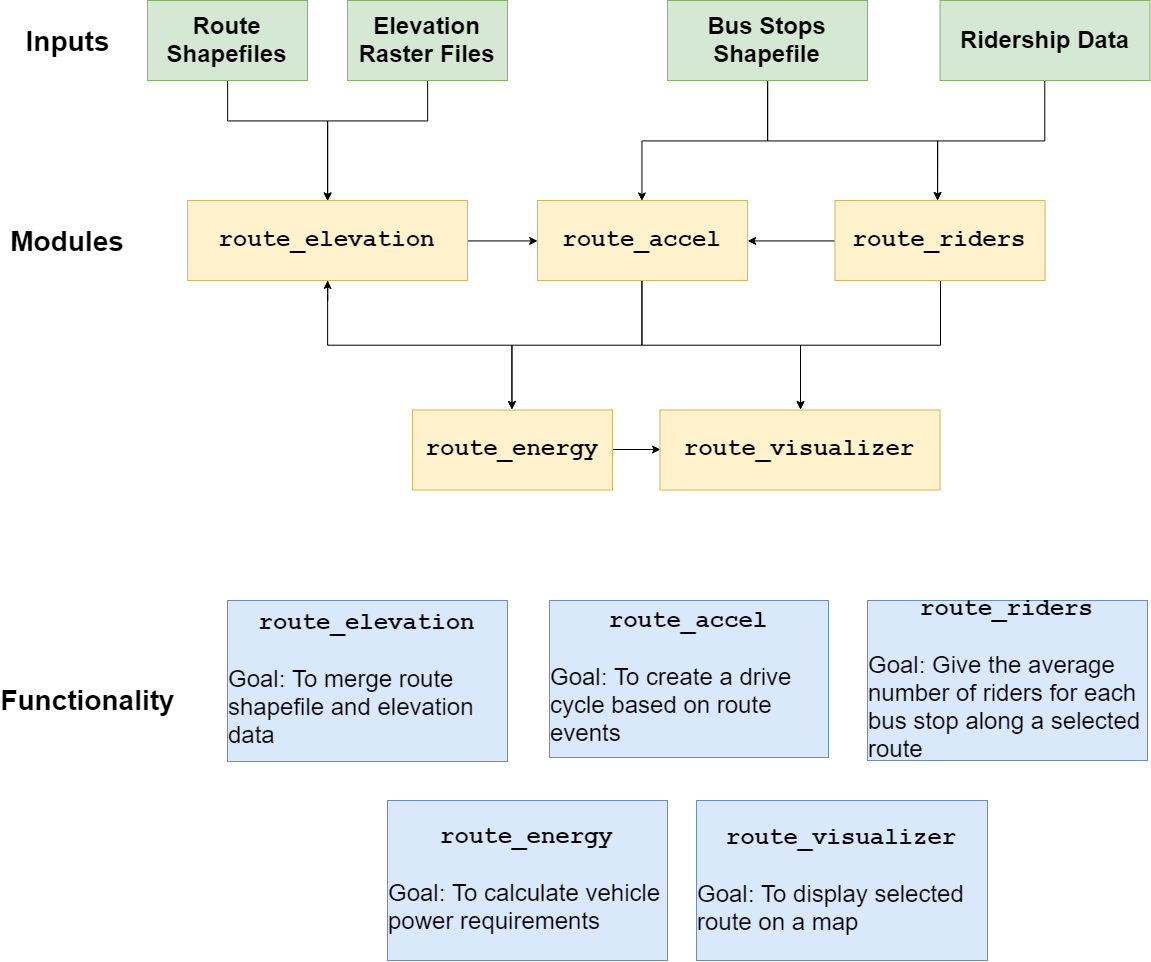 Inputs
Route
Shapefiles
Elevation
Raster Files
Bus Stops
Shapefile
Ridership Data
Modules
route_elevation
route_accel
route_riders
route_energy
route_visualizer
Functionality
route_elevation
Goal: To merge route
shapefile and elevation
data
route_accel
Goal: To create a drive
cycle based on route
events
route_riders
Goal: Give the average
number of riders for each
bus stop along a selected
route
route_energy
Goal: To calculate vehicle
power requirements
route_visualizer
Goal: To display selected
route on a map